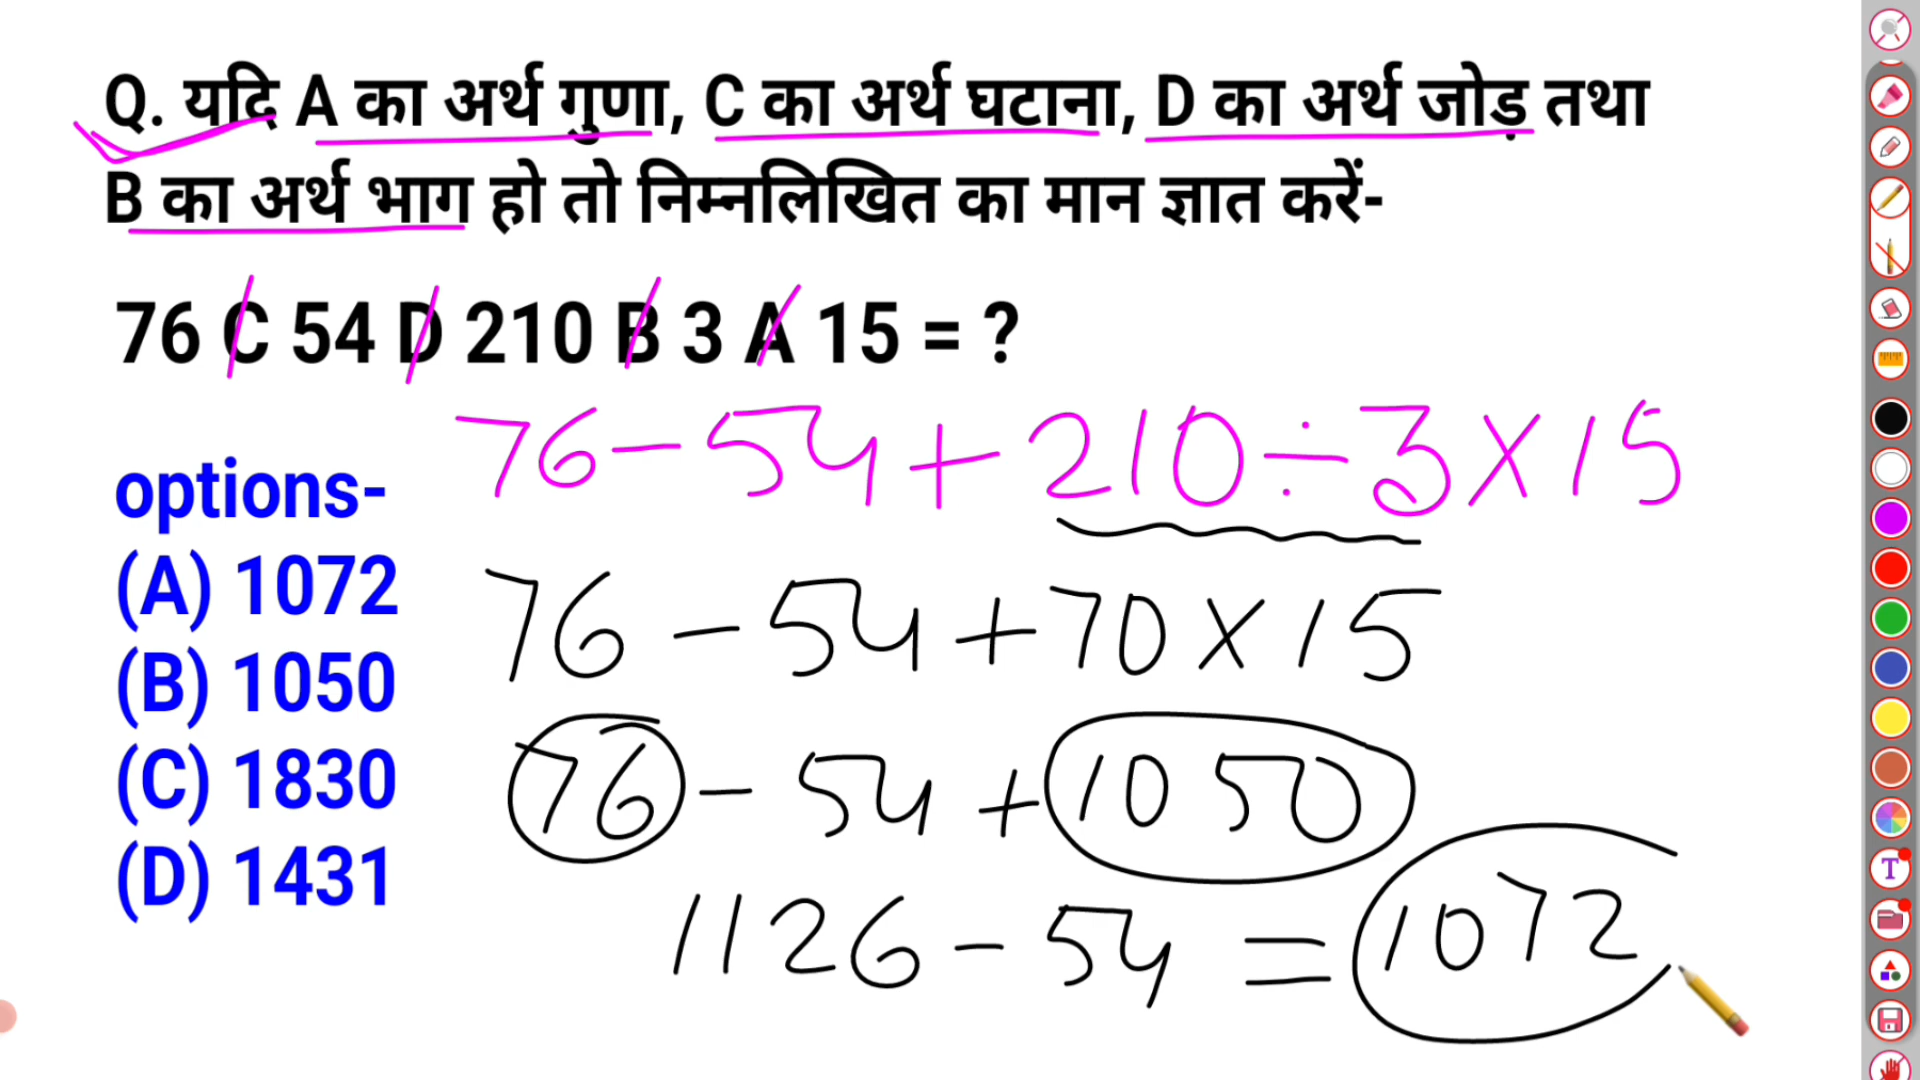 Q. यदि A का अर्थ गुणा, C का अर्थ घटाना, D का अर्थ जोड़ तथा
B का अर्थ भाग हो तो निम्नलिखित का मान ज्ञात करें-
76 C 54 D 210 B 3 A 15 = ?
76-54+210÷3×15
options-
(A) 1072
(B) 1050
(C) 1830
(D) 1431
76-54+70×15
76-54+1050
1126-54 = 1072
T